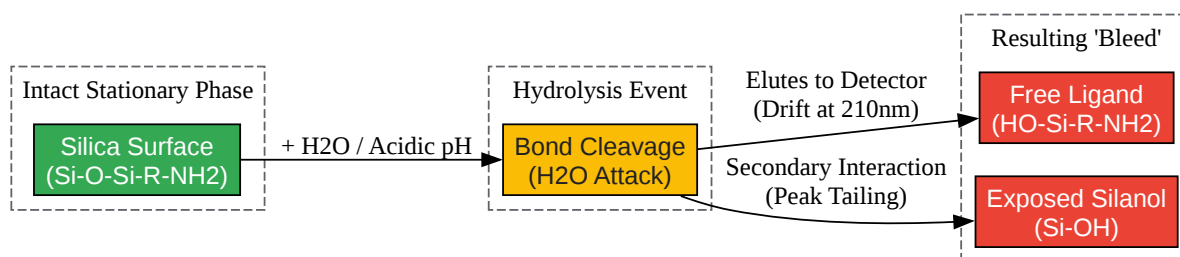 Intact Stationary Phase
Silica Surface
(Si-O-Si-R-NH2)
+ H2O / Acidic pH
Hydrolysis Event
Bond Cleavage
(H2O Attack)
Elutes to Detector
(Drift at 210nm)
Secondary Interaction
(Peak Tailing)
Resulting 'Bleed'
Free Ligand
(HO-Si-R-NH2)
Exposed Silanol
(Si-OH)